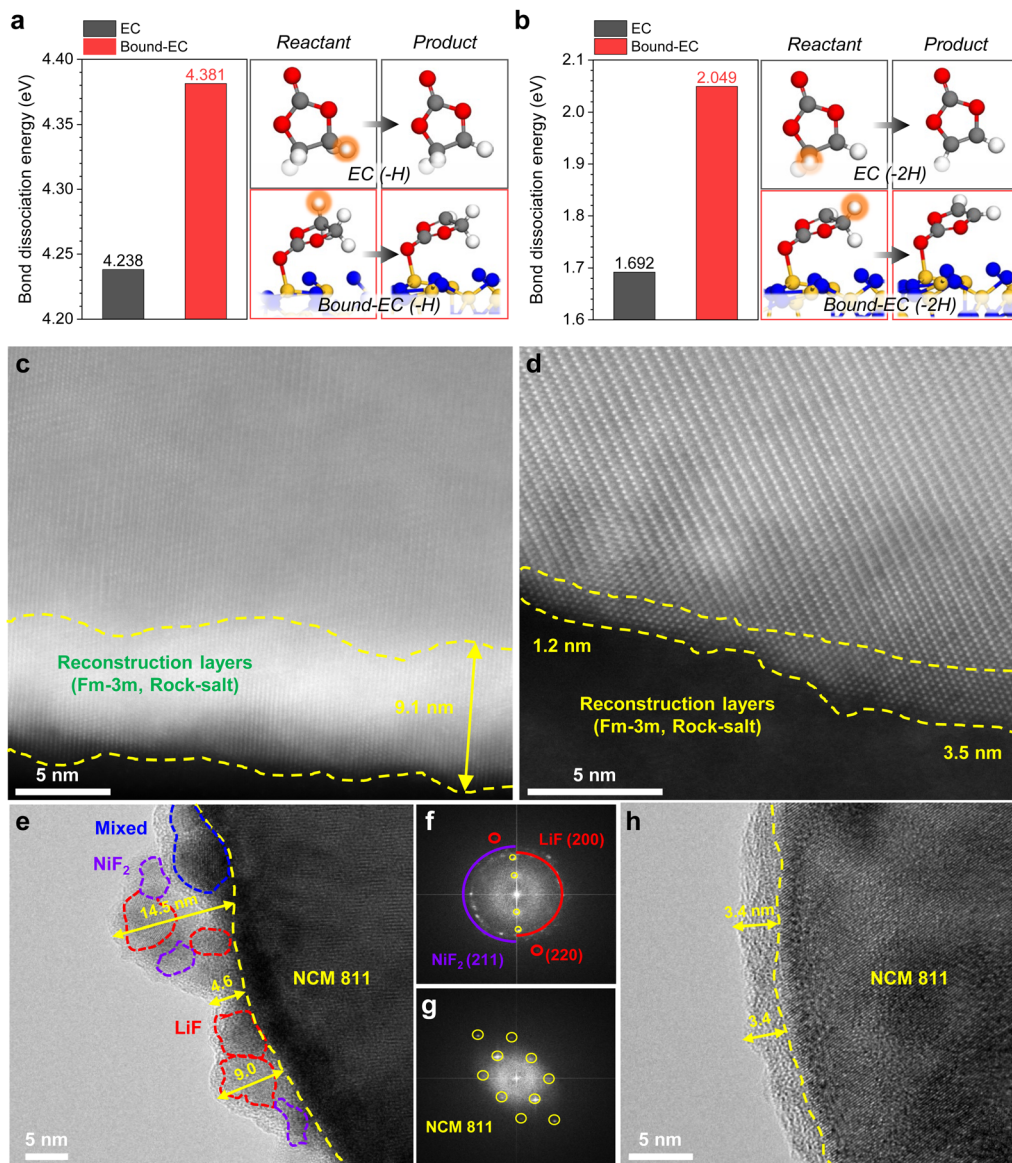 a
EC
Bound-EC
Reactant
Product
Bond dissociation energy (eV)
4.40
4.35
4.30
4.25
4.20
4.381
4.238
EC (-H)
Bound-EC (-H)
b
EC
Bound-EC
Reactant
Product
Bond dissociation energy (eV)
2.1
2.0
1.9
1.8
1.7
1.6
2.049
1.692
EC (-2H)
Bound-EC (-2H)
c
Reconstruction layers
(Fm-3m, Rock-salt)
9.1 nm
5 nm
d
1.2 nm
Reconstruction layers
(Fm-3m, Rock-salt)
3.5 nm
5 nm
e
Mixed
NiF2
14.5 nm
4.6
NCM 811
LiF
9.0
5 nm
f
LiF (200)
NiF2 (211)
(220)
g
NCM 811
h
3.4 nm
NCM 811
3.4
5 nm